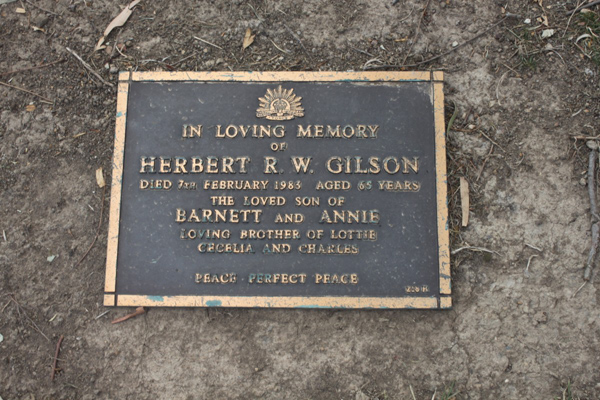 IN LOVING MEMORY
OF
HERBERT R. W. GILSON
DIED 7TH FEBRUARY 1983 AGED 65 YEARS
THE LOVED SON OF
BARNETT AND ANNIE
LOVING BROTHER OF LOTTIE
CECELIA AND CHARLES
PEACE PERFECT PEACE